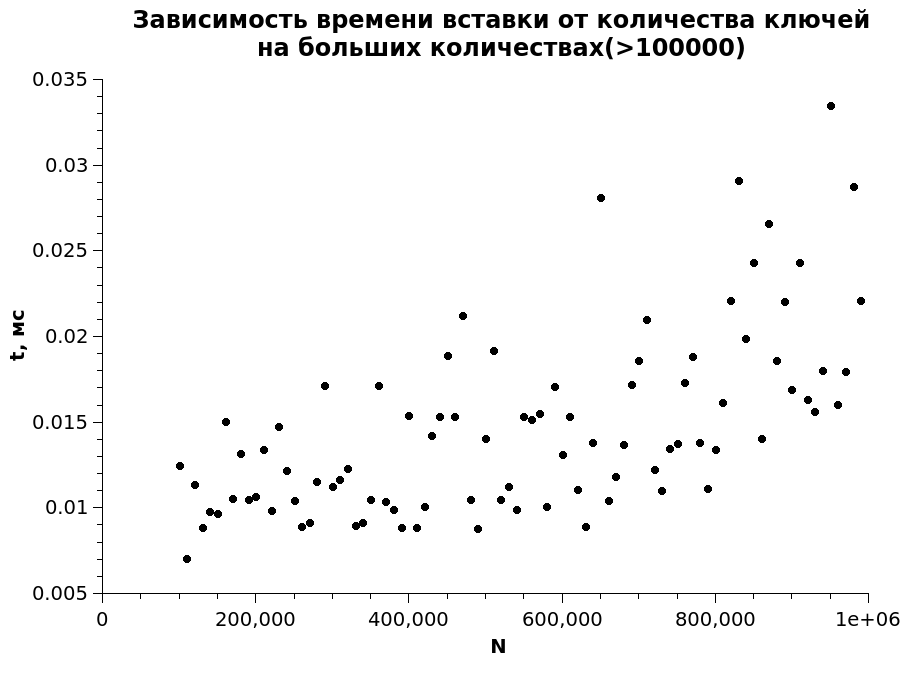 Зависимость времени вставки от количества ключей
на больших количествах(>100000)
0.035
0.03
0.025
0.02
0.015
0.01
0.005
t, мс
0 200,000 400,000 600,000 800,000 1e+06
N